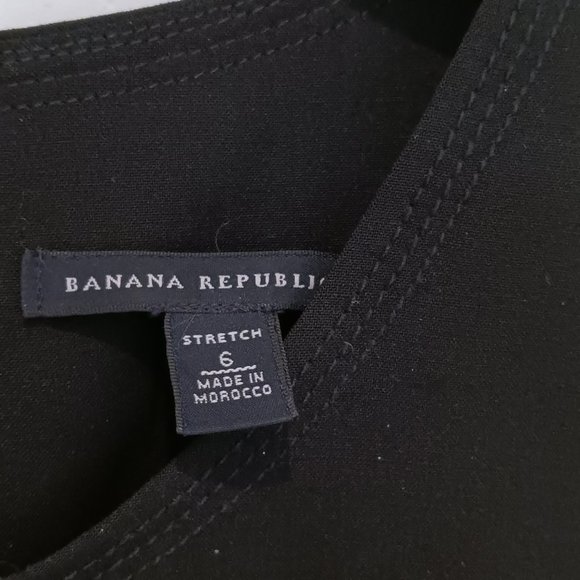 BANANA REPUBLIC
STRETCH
6
MADE IN
MOROCCO